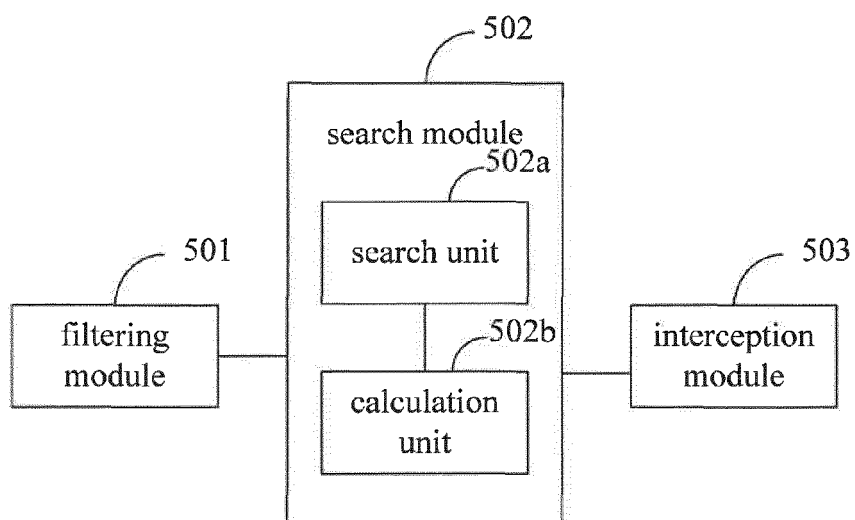 502
search module
502a
search unit
501
filtering
module
502b
calculation
unit
503
interception
module